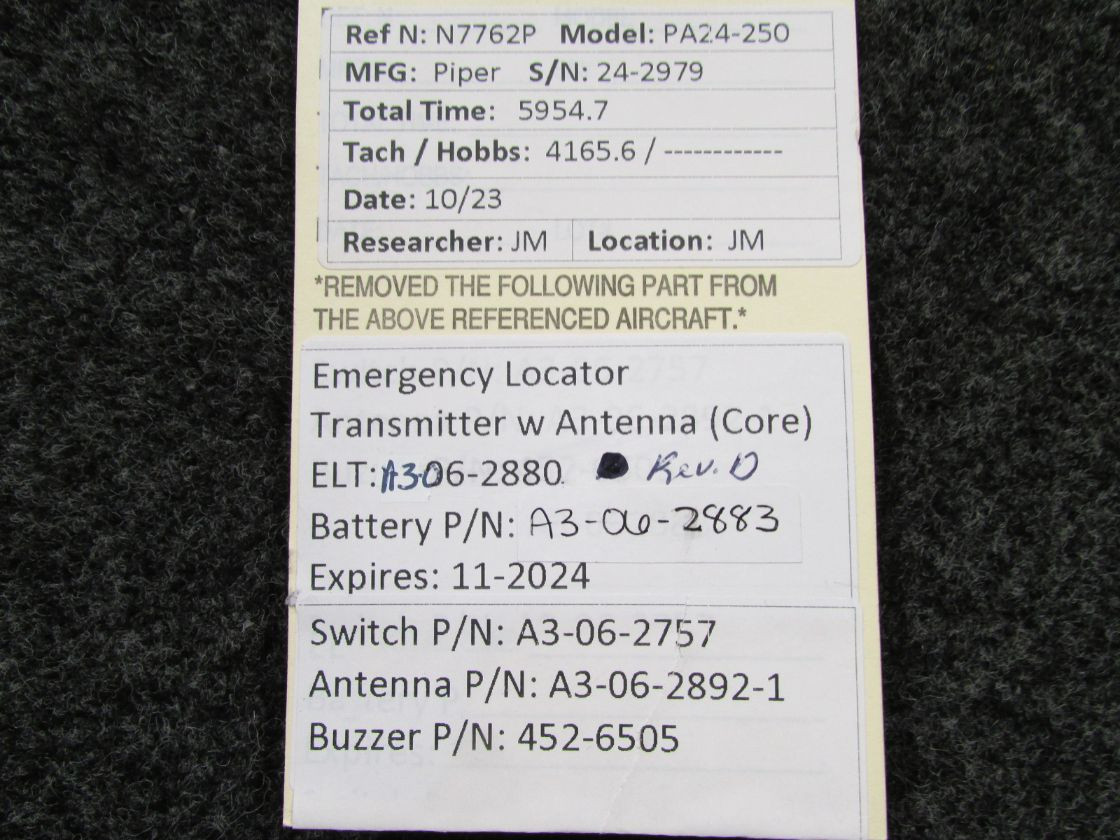 Ref N: N7762P Model: PA24-250
MFG: Piper S/N: 24-2979
Total Time: 5954.7
Tach / Hobbs: 4165.6 / ------------
Date: 10/23
Researcher: JM Location: JM
*REMOVED THE FOLLOWING PART FROM
THE ABOVE REFERENCED AIRCRAFT.*
Emergency Locator
Transmitter w Antenna (Core)
ELT: A306-2880 Rev. D
Battery P/N: A3-06-2883
Expires: 11-2024
Switch P/N: A3-06-2757
Antenna P/N: A3-06-2892-1
Buzzer P/N: 452-6505